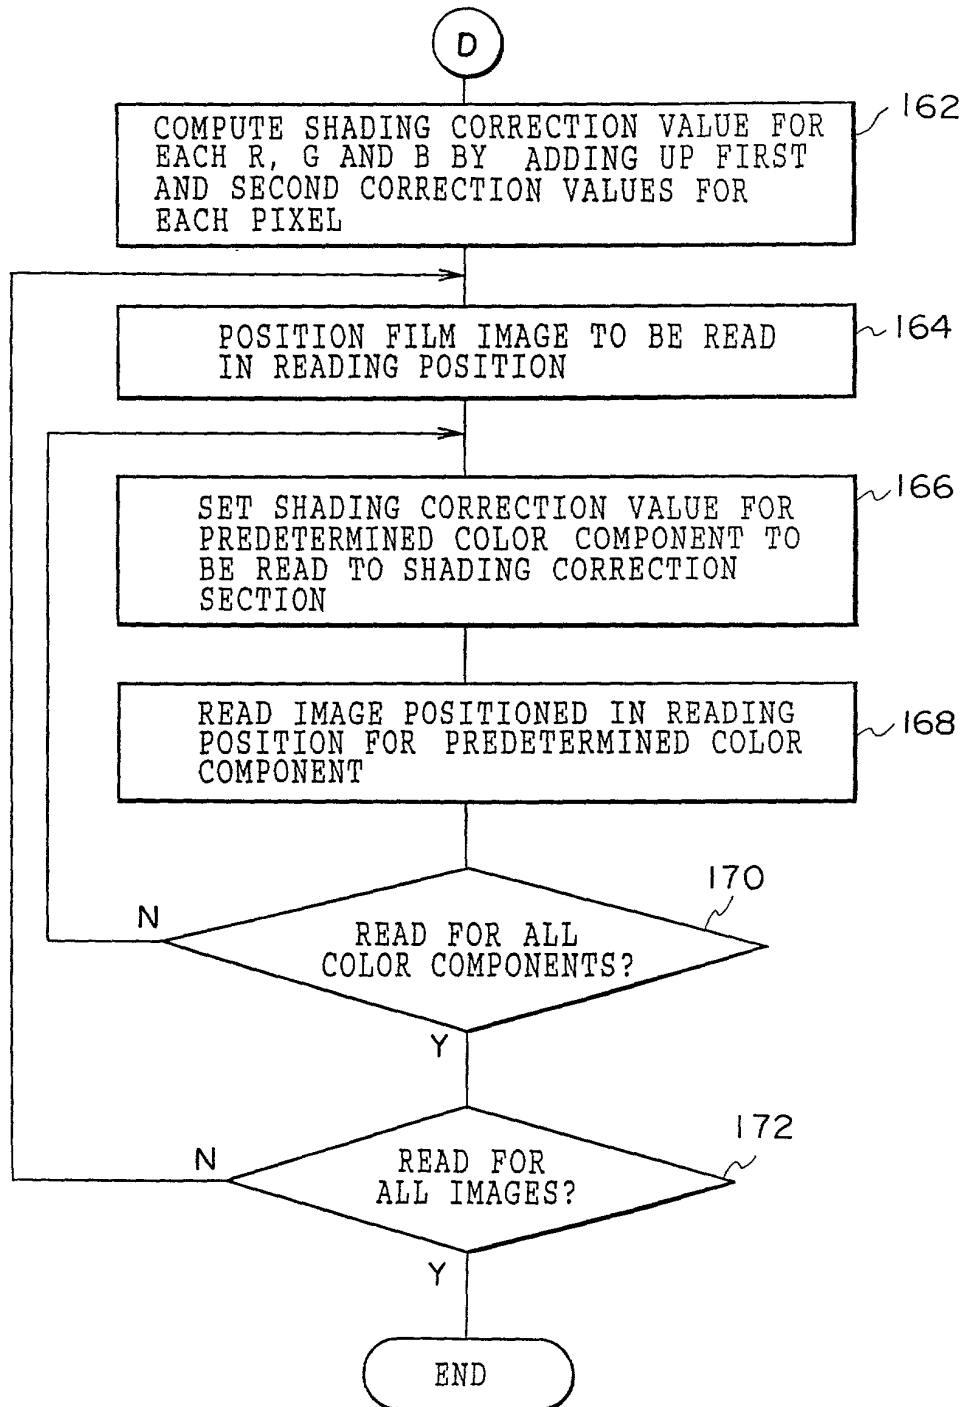 D
162
COMPUTE SHADING CORRECTION VALUE FOR
EACH R, G AND B BY ADDING UP FIRST
AND SECOND CORRECTION VALUES FOR
EACH PIXEL
164
POSITION FILM IMAGE TO BE READ
IN READING POSITION
166
SET SHADING CORRECTION VALUE FOR
PREDETERMINED COLOR COMPONENT TO
BE READ TO SHADING CORRECTION
SECTION
168
READ IMAGE POSITIONED IN READING
POSITION FOR PREDETERMINED COLOR
COMPONENT
170
N
READ FOR ALL
COLOR COMPONENTS?
Y
172
N
READ FOR
ALL IMAGES?
Y
END